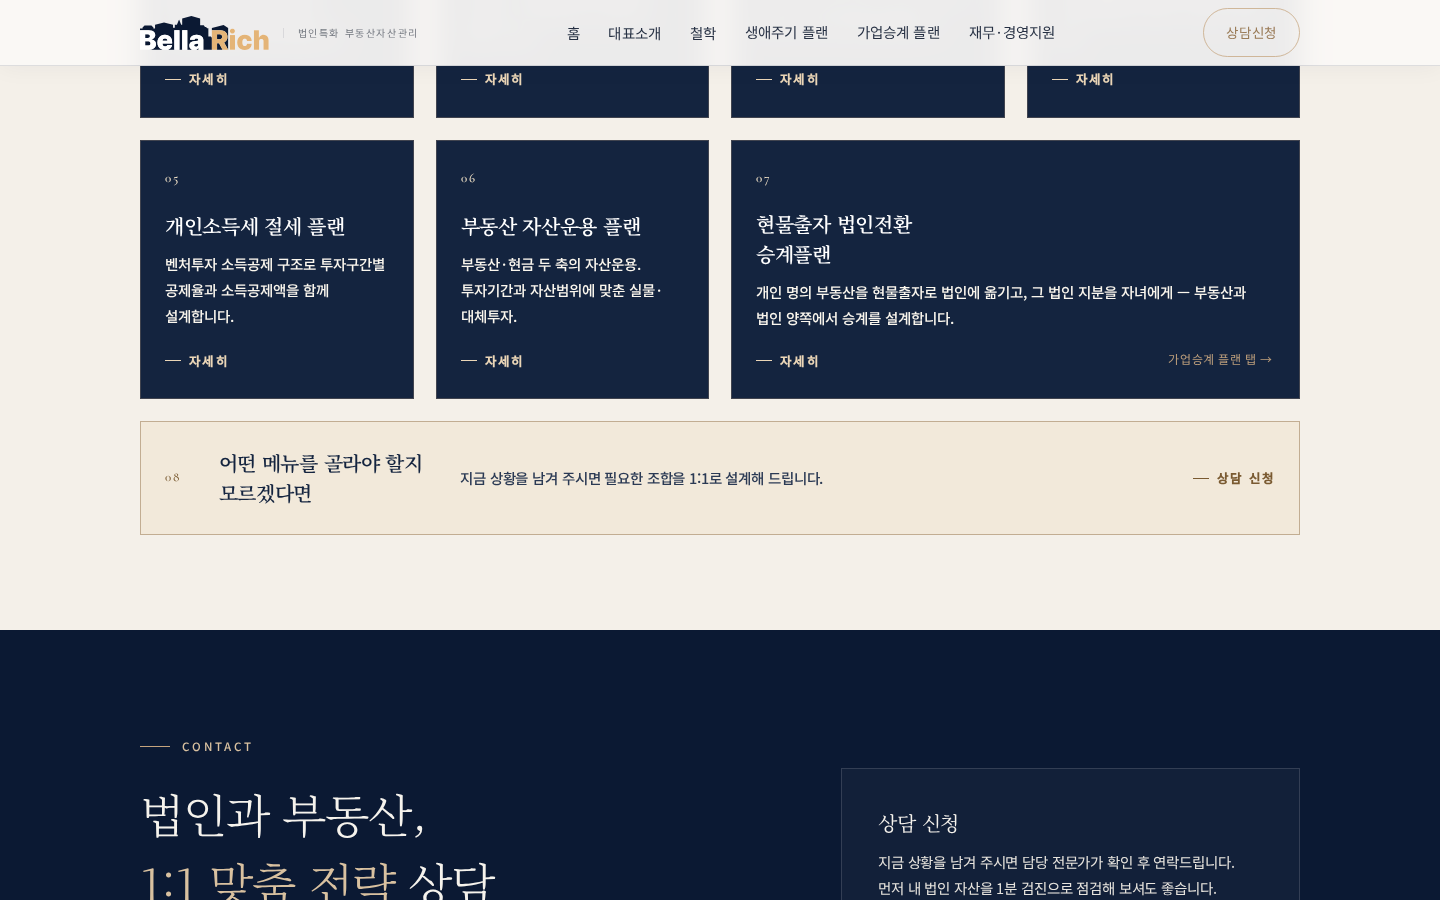 BellaRich 법인특화 부동산자산관리 홈 대표소개 철학 생애주기 플랜 가업승계 플랜 재무·경영지원 상담신청
— 자세히 — 자세히 — 자세히 — 자세히
05
개인소득세 절세 플랜
벤처투자 소득공제 구조로 투자구간별
공제율과 소득공제액을 함께
설계합니다.
— 자세히
06
부동산 자산운용 플랜
부동산·현금 두 축의 자산운용.
투자기간과 자산범위에 맞춘 실물·
대체투자.
— 자세히
07
현물출자 법인전환
승계플랜
개인 명의 부동산을 현물출자로 법인에 옮기고, 그 법인 지분을 자녀에게 — 부동산과
법인 양쪽에서 승계를 설계합니다.
— 자세히
가업승계 플랜 탭 →
08
어떤 메뉴를 골라야 할지
모르겠다면
지금 상황을 남겨 주시면 필요한 조합을 1:1로 설계해 드립니다.
— 상담 신청
— CONTACT
법인과 부동산,
1:1 맞춤 전략 상담
상담 신청
지금 상황을 남겨 주시면 담당 전문가가 확인 후 연락드립니다.
먼저 내 법인 자산을 1분 검진으로 점검해 보셔도 좋습니다.